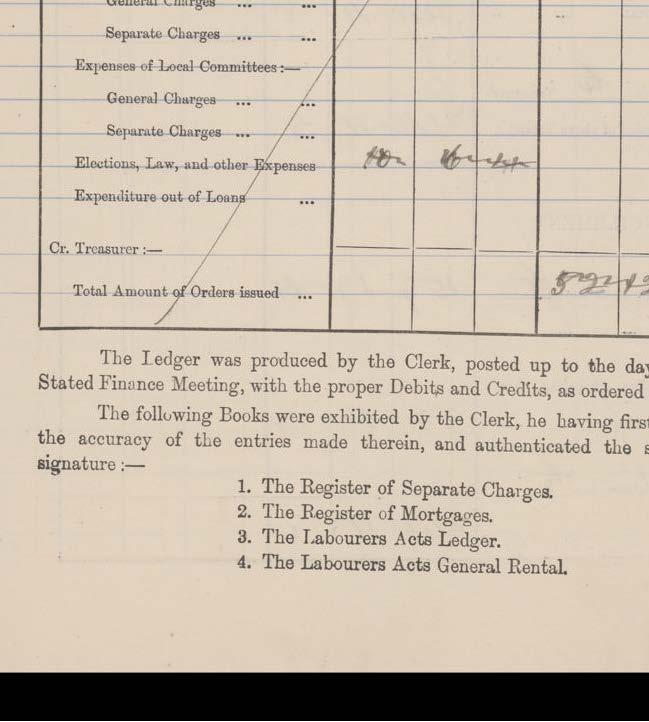 General Charges ... ...
Separate Charges ... ...
Expenses of Local Committees :—
General Charges ... ...
Separate Charges ... ...
Elections, Law, and other Expenses
Expenditure out of Loans ...
Cr. Treasurer :—
Total Amount of Orders issued ...
The Ledger was produced by the Clerk, posted up to the day
Stated Finance Meeting, with the proper Debits and Credits, as ordered
The following Books were exhibited by the Clerk, he having first
the accuracy of the entries made therein, and authenticated the s
signature :—
1. The Register of Separate Charges.
2. The Register of Mortgages.
3. The Labourers Acts Ledger.
4. The Labourers Acts General Rental.